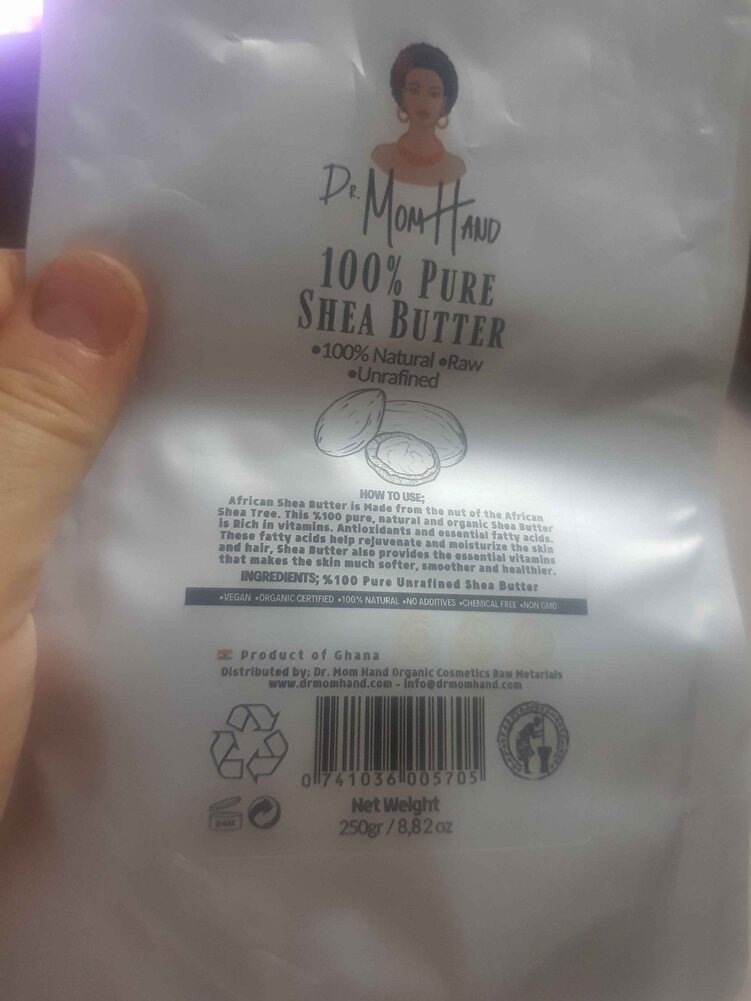 Dr. Mom Hand
100% Pure
Shea Butter
•100% Natural •Raw
•Unrafined
HOW TO USE;
African Shea Butter is Made from the nut of the African
Shea Tree. This %100 pure, natural and organic Shea Butter
is Rich in vitamins. Antioxidants and essential fatty acids.
These fatty acids help rejuvenate and moisturize the skin
and hair, Shea Butter also provides the essential vitamins
that makes the skin much softer, smoother and healthier.
INGREDIENTS; %100 Pure Unrafined Shea Butter
•VEGAN •ORGANIC CERTIFIED •100% NATURAL •NO ADDITIVES •CHEMICAL FREE •NON GMO
Product of Ghana
Distributed by; Dr. Mom Hand Organic Cosmetics Raw Metarials
www.drmomhand.com - info@drmomhand.com
0 741036 005705
24M
Net Weight
250gr / 8,82 oz